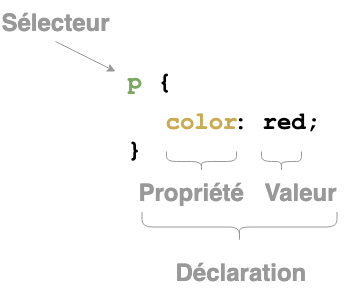 Sélecteur
p {
color: red;
}
Propriété Valeur
Déclaration